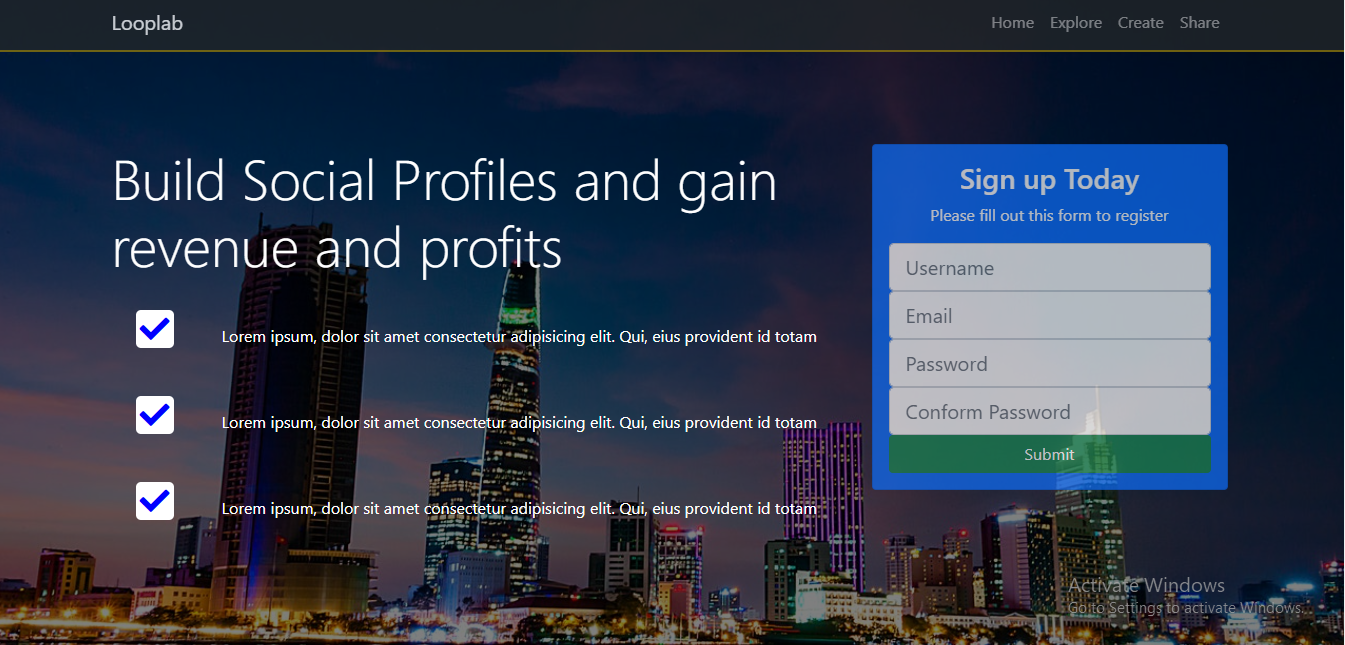 Looplab
Home Explore Create Share
Build Social Profiles and gain
revenue and profits
Lorem ipsum, dolor sit amet consectetur adipisicing elit. Qui, eius provident id totam
Lorem ipsum, dolor sit amet consectetur adipisicing elit. Qui, eius provident id totam
Lorem ipsum, dolor sit amet consectetur adipisicing elit. Qui, eius provident id totam
Sign up Today
Please fill out this form to register
Username
Email
Password
Conform Password
Submit
Activate Windows
Go to Settings to activate Windows.